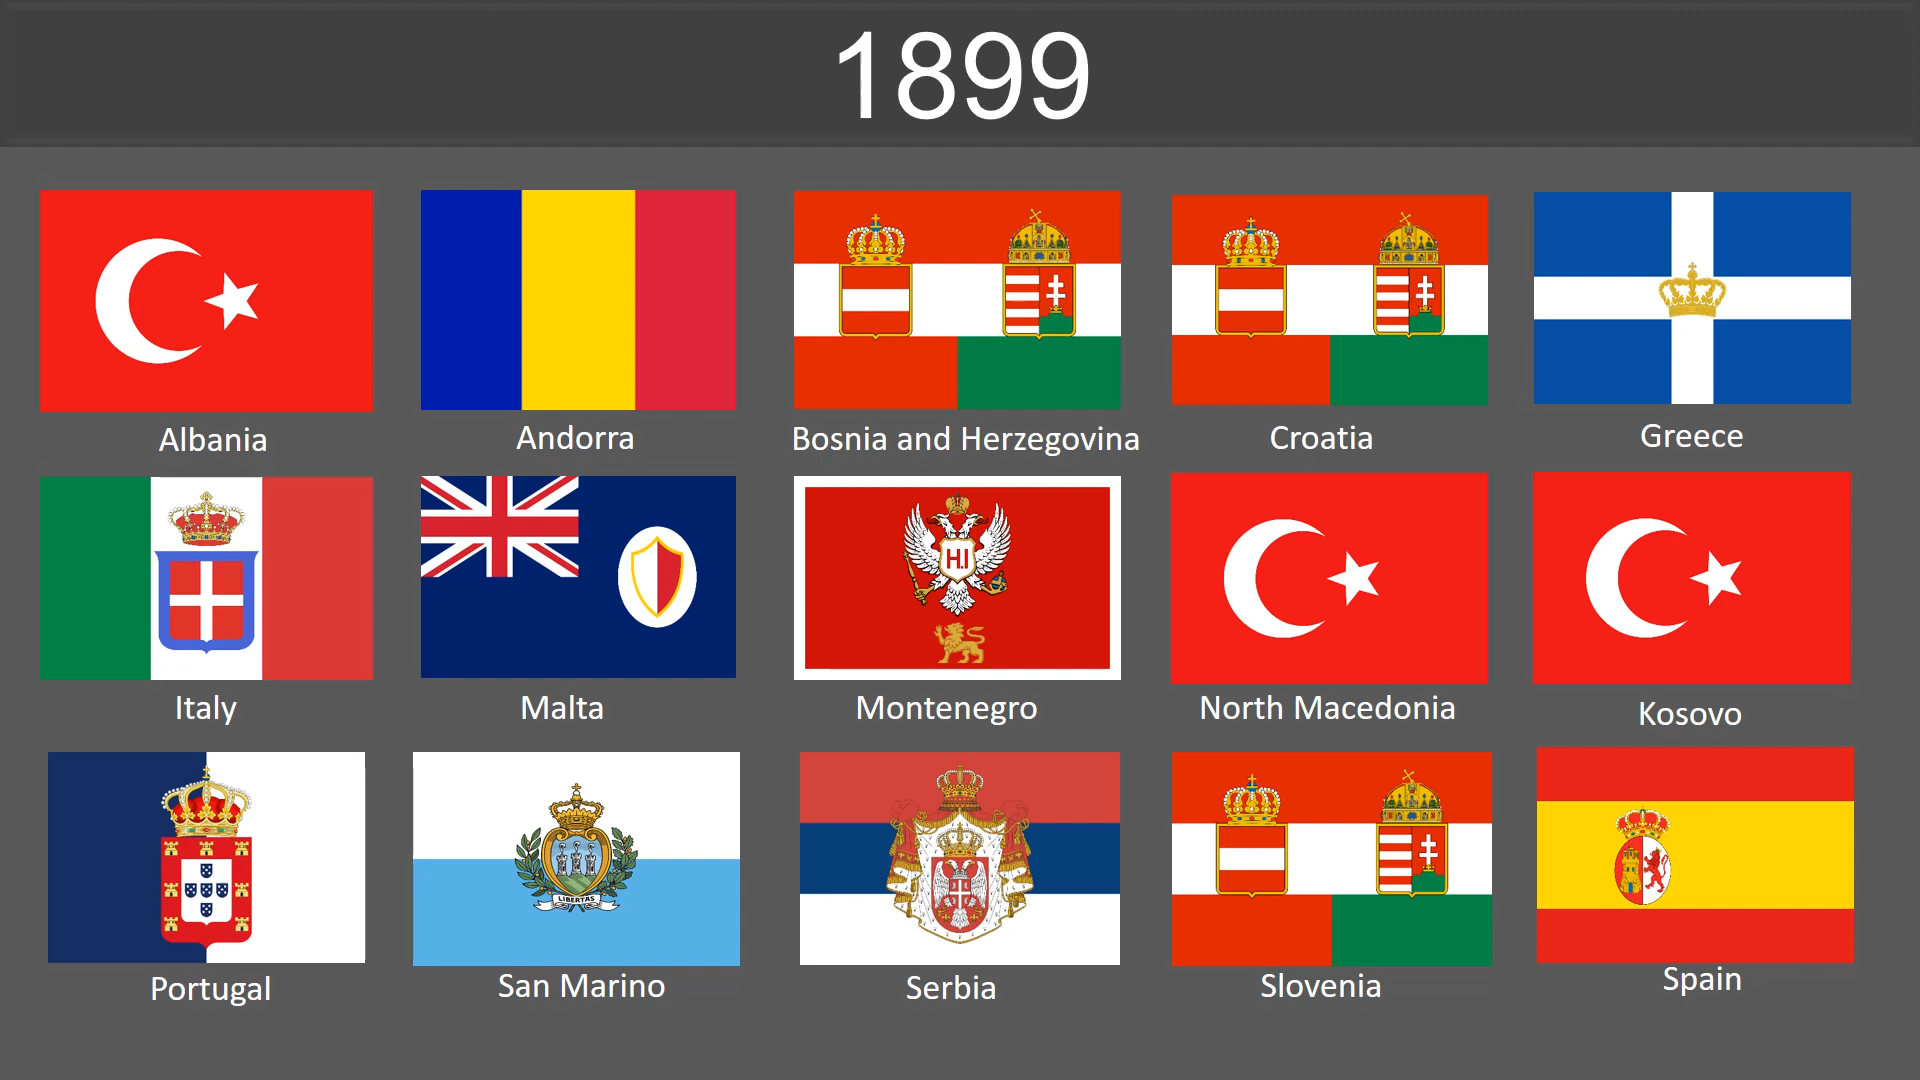 1899
Albania
Andorra
Bosnia and Herzegovina
Croatia
Greece
H.I
Italy
Malta
Montenegro
North Macedonia
Kosovo
LIBERTAS
Portugal
San Marino
Serbia
Slovenia
Spain